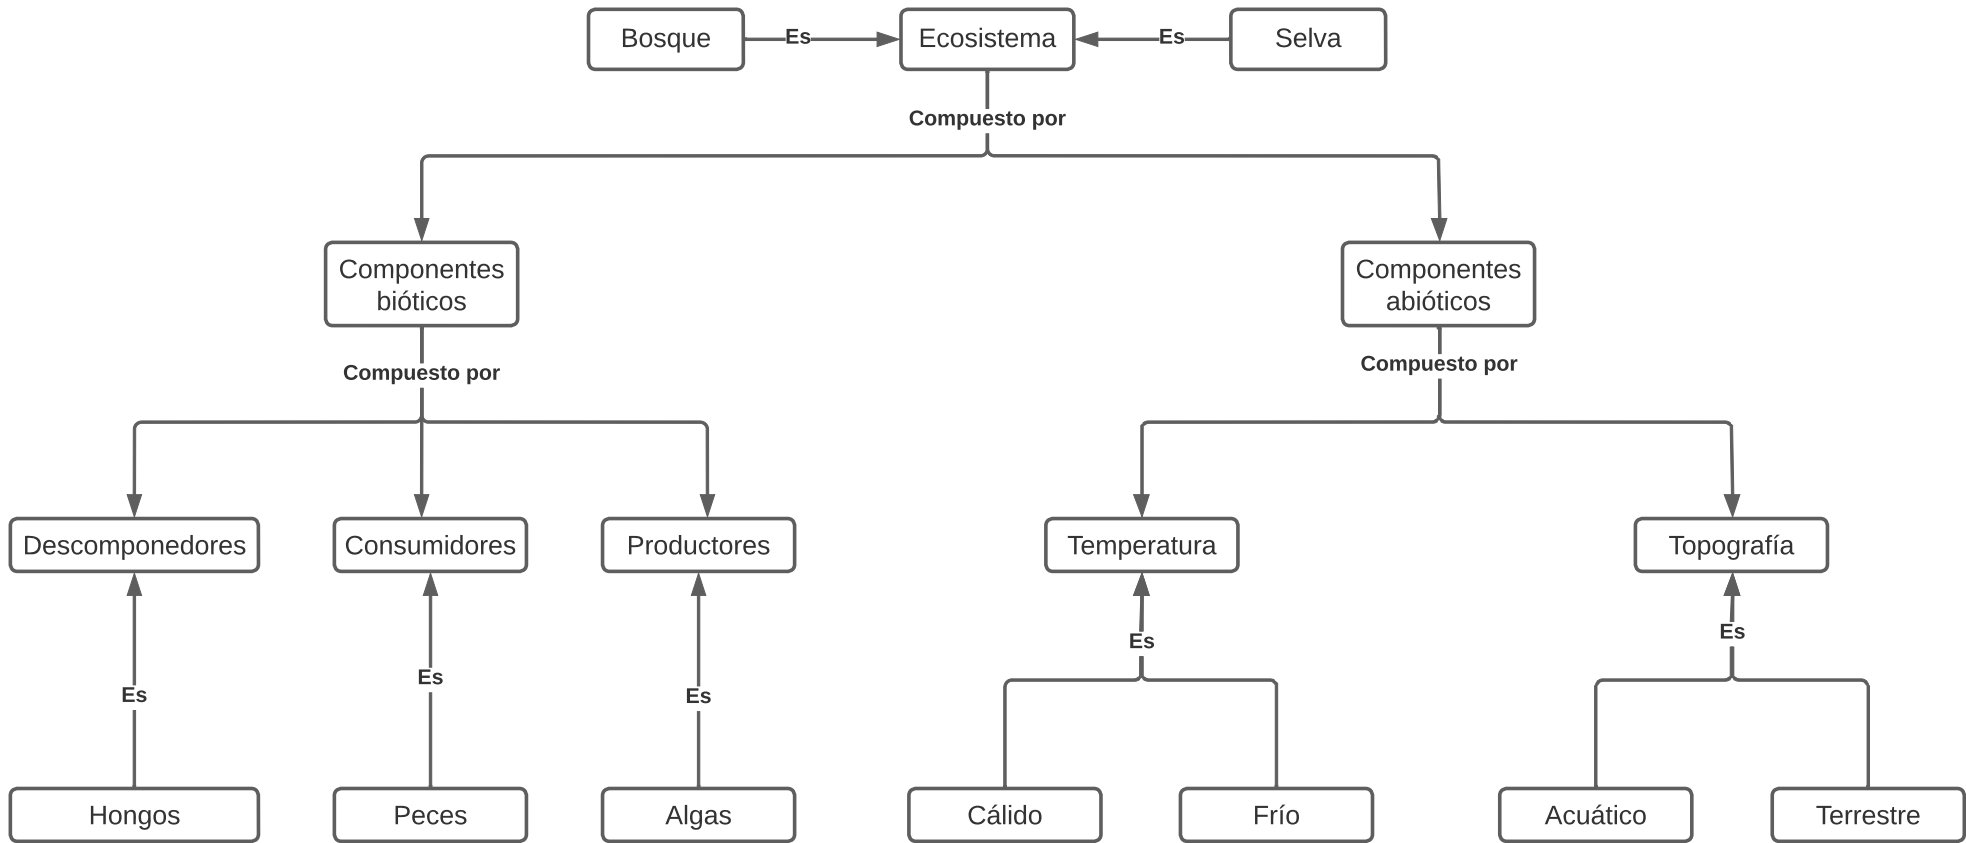 Bosque
Es
Ecosistema
Es
Selva
Compuesto por
Componentes
bióticos
Componentes
abióticos
Compuesto por
Compuesto por
Descomponedores
Consumidores
Productores
Temperatura
Topografía
Es
Es
Es
Es
Es
Hongos
Peces
Algas
Cálido
Frío
Acuático
Terrestre